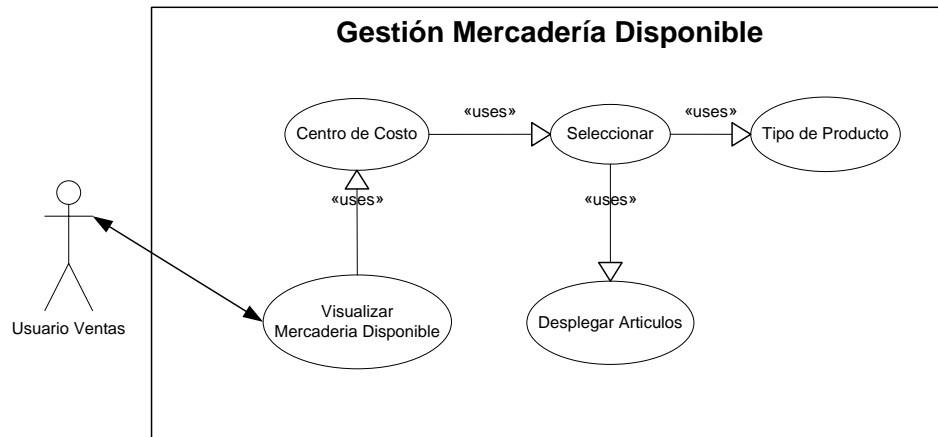 Gestión Mercadería Disponible
«uses»
«uses»
Centro de Costo
Seleccionar
Tipo de Producto
«uses»
«uses»
Visualizar
Mercaderia Disponible
Desplegar Articulos
Usuario Ventas